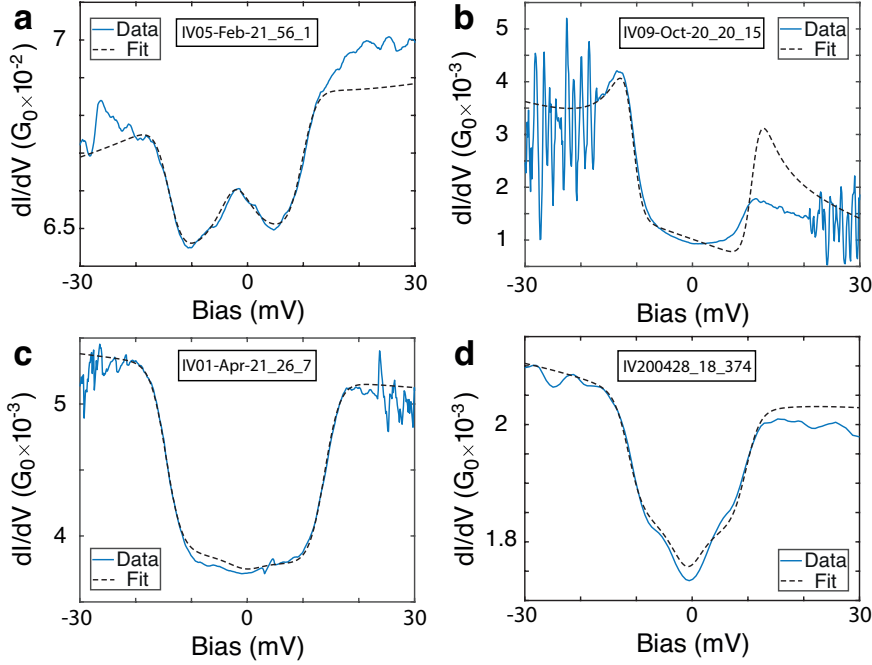 a
Data
Fit
IV05-Feb-21_56_1
7
6.5
dI/dV (G₀×10⁻²)
-30 0 30
Bias (mV)
b
IV09-Oct-20_20_15
Data
Fit
5
4
3
2
1
dI/dV (G₀×10⁻³)
-30 0 30
Bias (mV)
c
IV01-Apr-21_26_7
5
4
dI/dV (G₀×10⁻³)
Data
Fit
-30 0 30
Bias (mV)
d
IV200428_18_374
2
1.8
dI/dV (G₀×10⁻³)
Data
Fit
-30 0 30
Bias (mV)